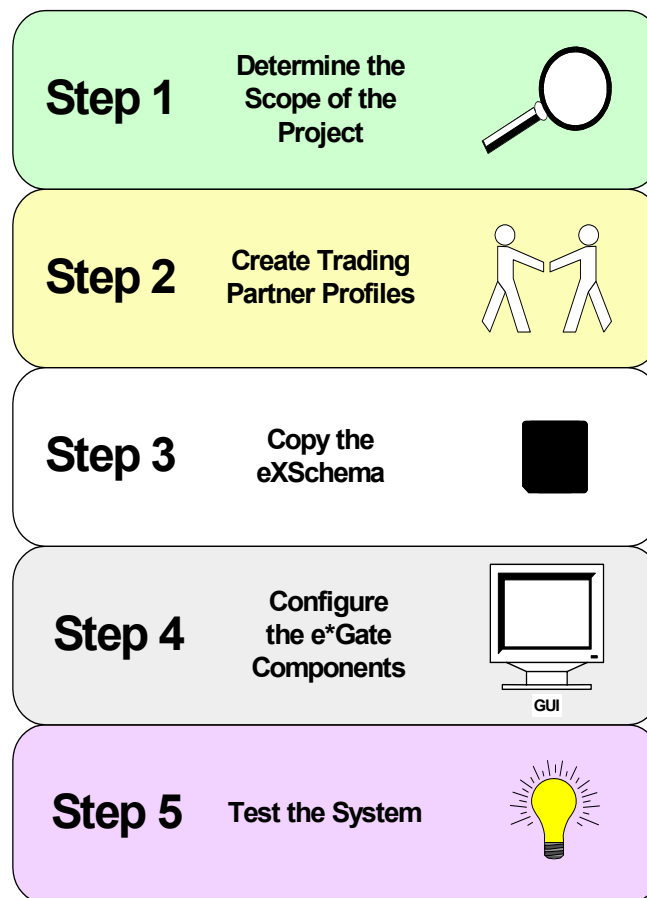 Step 1
Determine the
Scope of the
Project
Step 2
Create Trading
Partner Profiles
Step 3
Copy the
eXSchema
Step 4
Configure
the e*Gate
Components
GUI
Step 5
Test the System